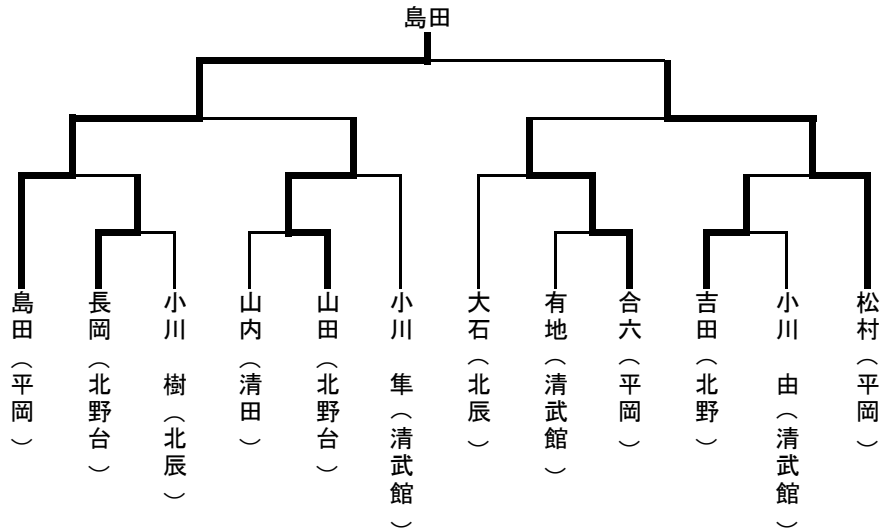 島田
島田（平岡）
長岡（北野台）
小川　樹（北辰）
山内（清田）
山田（北野台）
小川　隼（清武館）
大石（北辰）
有地（清武館）
合六（平岡）
吉田（北野）
小川　由（清武館）
松村（平岡）